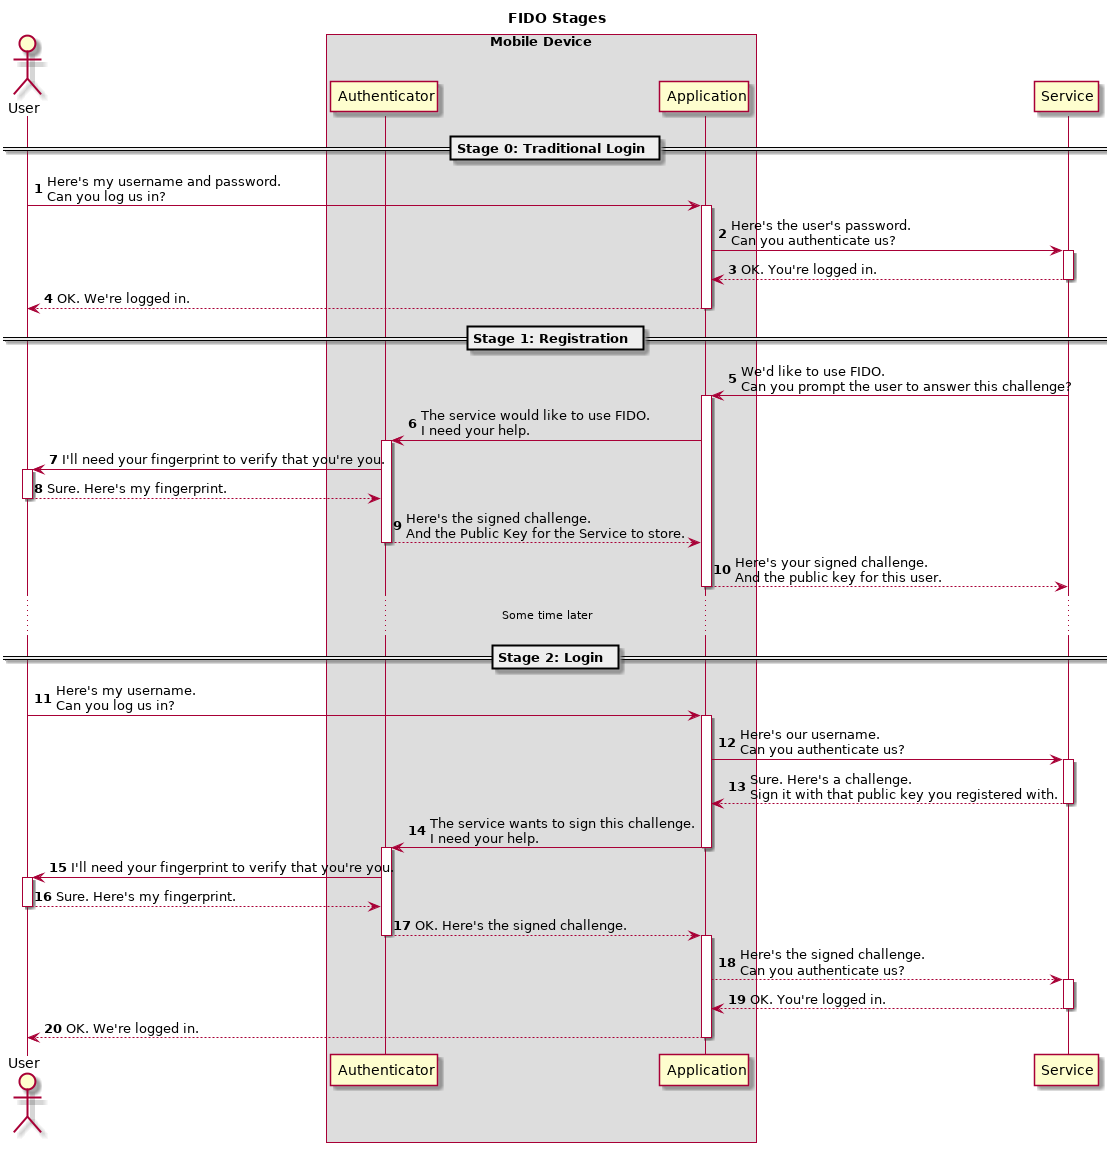 FIDO Stages
Mobile Device
User
Authenticator
Application
Service
Stage 0: Traditional Login
1 Here's my username and password.
Can you log us in?
2 Here's the user's password.
Can you authenticate us?
3 OK. You're logged in.
4 OK. We're logged in.
Stage 1: Registration
5 We'd like to use FIDO.
Can you prompt the user to answer this challenge?
6 The service would like to use FIDO.
I need your help.
7 I'll need your fingerprint to verify that you're you.
8 Sure. Here's my fingerprint.
9 Here's the signed challenge.
And the Public Key for the Service to store.
10 Here's your signed challenge.
And the public key for this user.
Some time later
Stage 2: Login
11 Here's my username.
Can you log us in?
12 Here's our username.
Can you authenticate us?
13 Sure. Here's a challenge.
Sign it with that public key you registered with.
14 The service wants to sign this challenge.
I need your help.
15 I'll need your fingerprint to verify that you're you.
16 Sure. Here's my fingerprint.
17 OK. Here's the signed challenge.
18 Here's the signed challenge.
Can you authenticate us?
19 OK. You're logged in.
20 OK. We're logged in.
User
Authenticator
Application
Service